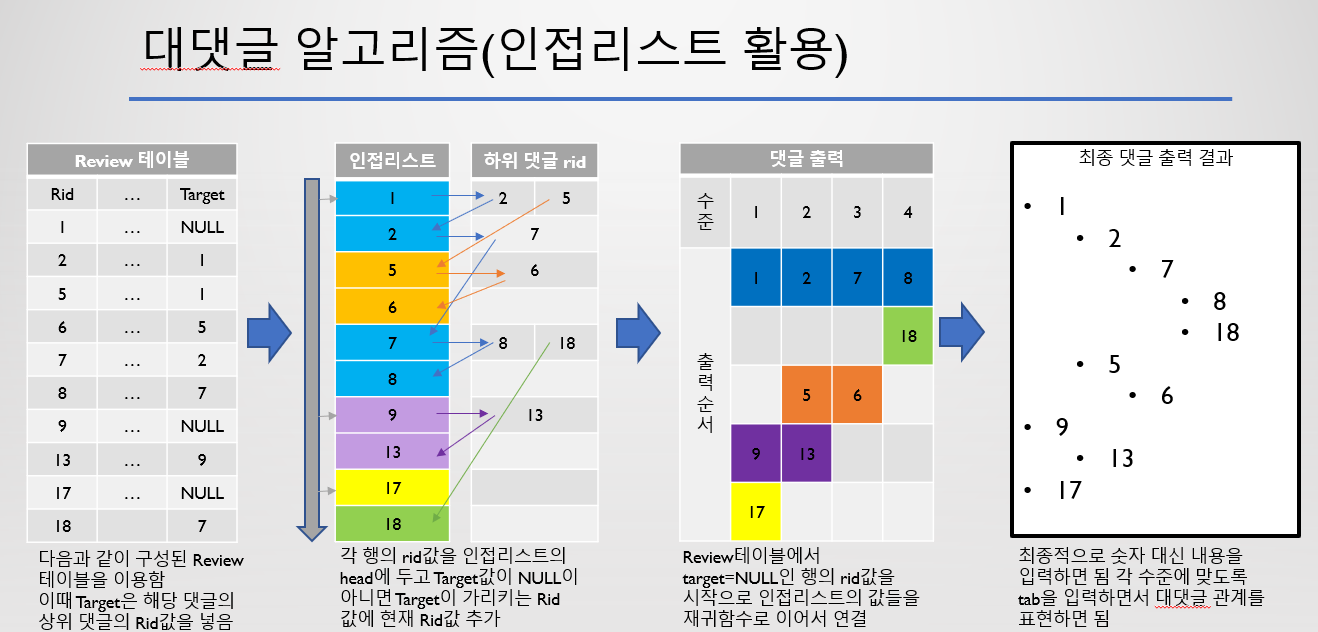 대댓글 알고리즘(인접리스트 활용)
Review 테이블
Rid … Target
1 … NULL
2 … 1
5 … 1
6 … 5
7 … 2
8 … 7
9 … NULL
13 … 9
17 … NULL
18 7
다음과 같이 구성된 Review
테이블을 이용함
이때 Target은 해당 댓글의
상위 댓글의 Rid값을 넣음
인접리스트 하위 댓글 rid
1 2 5
2 7
5 6
6
7 8 18
8
9 13
13
17
18
각 행의 rid값을 인접리스트의
head에 두고 Target값이 NULL이
아니면 Target이 가리키는 Rid
값에 현재 Rid값 추가
댓글 출력
수준 1 2 3 4
출력순서
1 2 7 8
18
5 6
9 13
17
Review테이블에서
target=NULL인 행의 rid값을
시작으로 인접리스트의 값들을
재귀함수로 이어서 연결
최종 댓글 출력 결과
• 1
• 2
• 7
• 8
• 18
• 5
• 6
• 9
• 13
• 17
최종적으로 숫자 대신 내용을
입력하면 됨 각 수준에 맞도록
tab을 입력하면서 대댓글 관계를
표현하면 됨